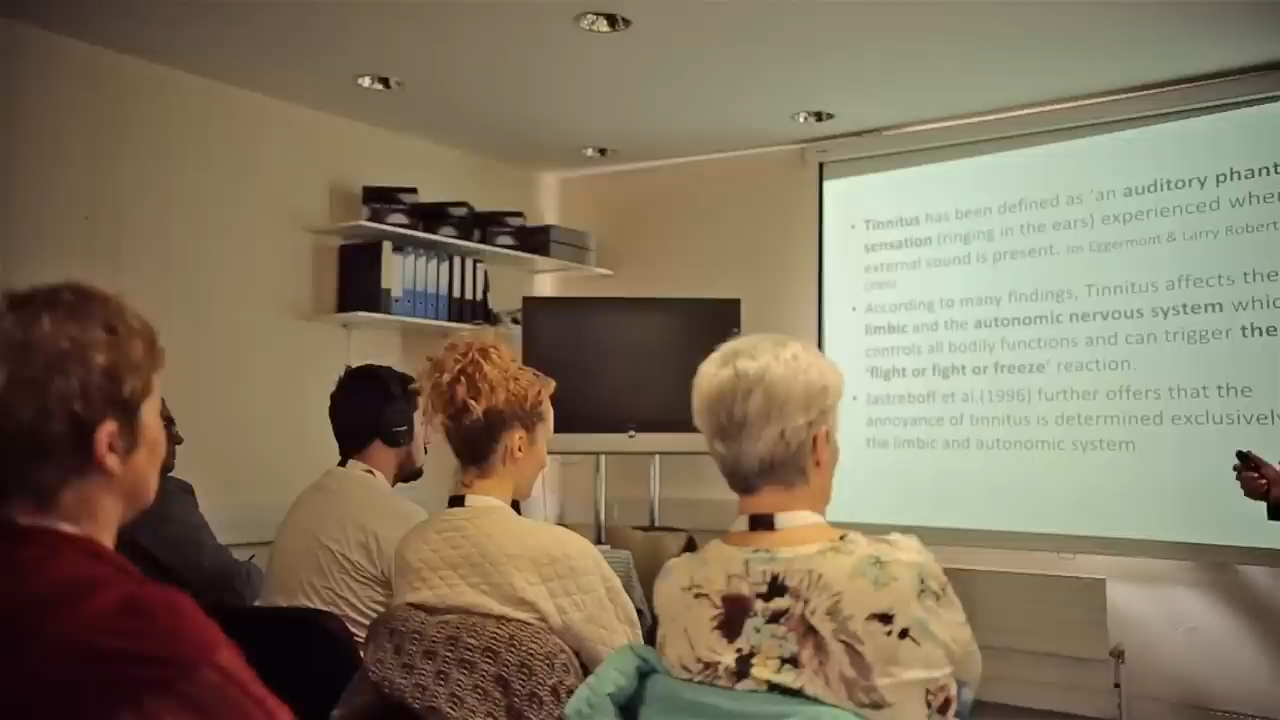 • Tinnitus has been defined as 'an auditory phant
sensation (ringing in the ears) experienced whe
external sound is present. Jos Eggermont & Larry Robert
• According to many findings, Tinnitus affects the
limbic and the autonomic nervous system whic
controls all bodily functions and can trigger the
'flight or fight or freeze' reaction.
• Jastreboff et al.(1996) further offers that the
annoyance of tinnitus is determined exclusively
the limbic and autonomic system